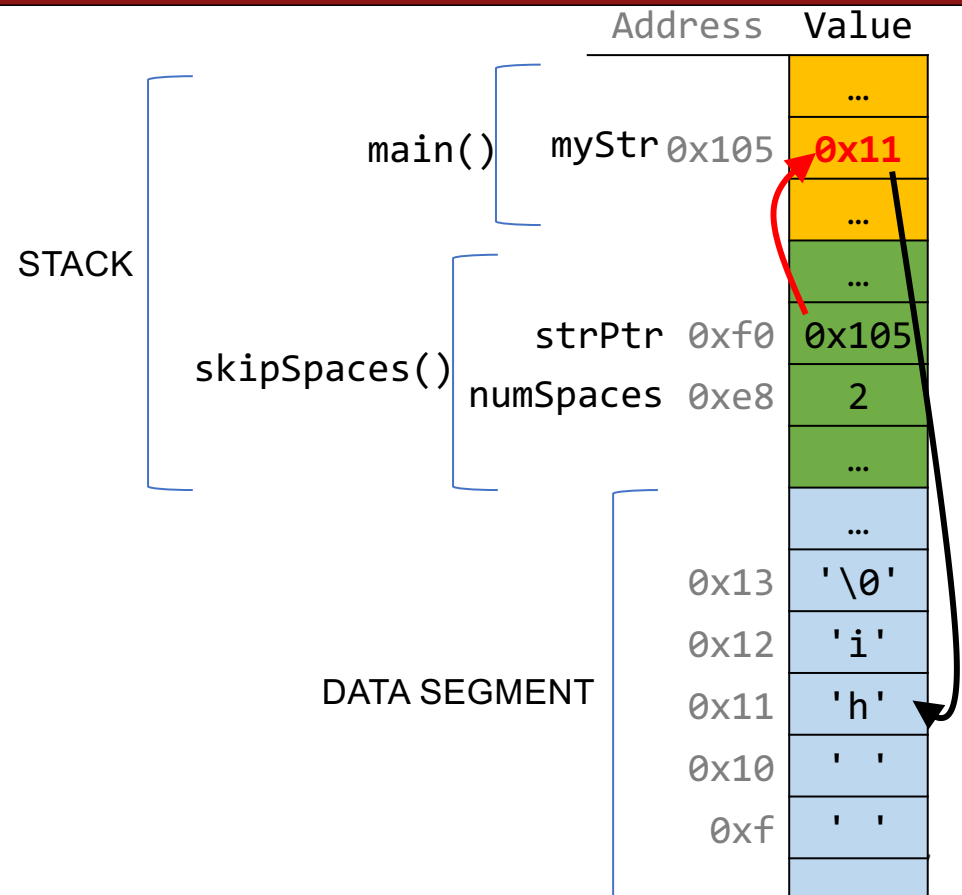 Address Value
…
main() myStr 0x105 0x11
…
STACK
…
strPtr 0xf0 0x105
skipSpaces()
numSpaces 0xe8 2
…
…
0x13 '\0'
0x12 'i'
DATA SEGMENT
0x11 'h'
0x10 ' '
0xf ' '